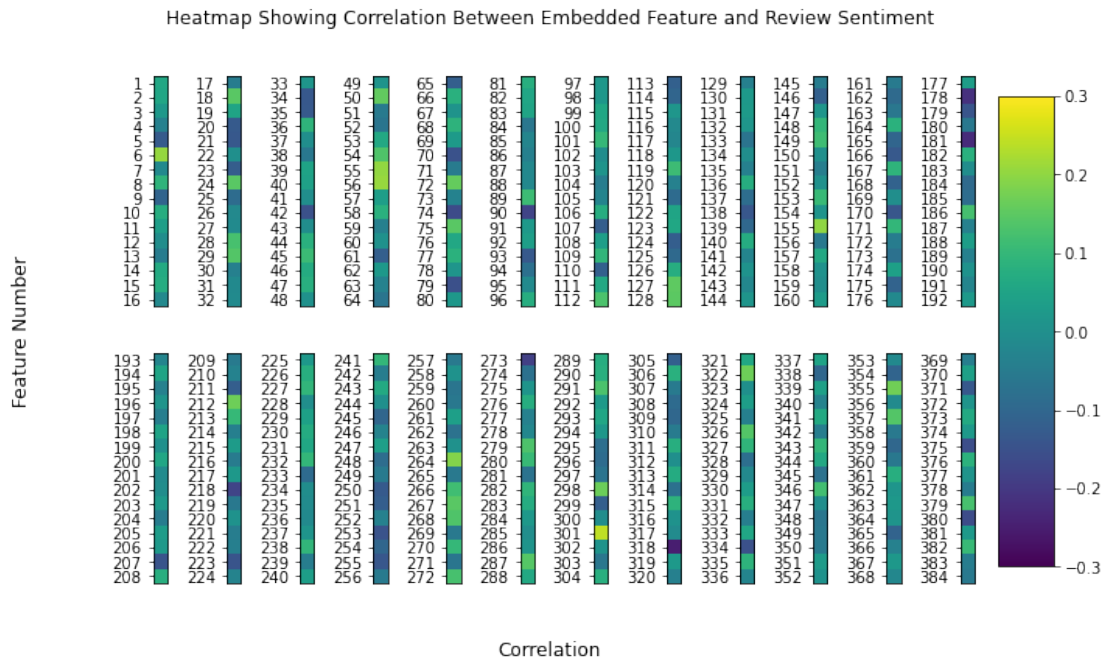 Heatmap Showing Correlation Between Embedded Feature and Review Sentiment
1 17 33 49 65 81 97 113 129 145 161 177
2 18 34 50 66 82 98 114 130 146 162 178
3 19 35 51 67 83 99 115 131 147 163 179
4 20 36 52 68 84 100 116 132 148 164 180
5 21 37 53 69 85 101 117 133 149 165 181
6 22 38 54 70 86 102 118 134 150 166 182
7 23 39 55 71 87 103 119 135 151 167 183
8 24 40 56 72 88 104 120 136 152 168 184
9 25 41 57 73 89 105 121 137 153 169 185
10 26 42 58 74 90 106 122 138 154 170 186
11 27 43 59 75 91 107 123 139 155 171 187
12 28 44 60 76 92 108 124 140 156 172 188
13 29 45 61 77 93 109 125 141 157 173 189
14 30 46 62 78 94 110 126 142 158 174 190
15 31 47 63 79 95 111 127 143 159 175 191
16 32 48 64 80 96 112 128 144 160 176 192
193 209 225 241 257 273 289 305 321 337 353 369
194 210 226 242 258 274 290 306 322 338 354 370
195 211 227 243 259 275 291 307 323 339 355 371
196 212 228 244 260 276 292 308 324 340 356 372
197 213 229 245 261 277 293 309 325 341 357 373
198 214 230 246 262 278 294 310 326 342 358 374
199 215 231 247 263 279 295 311 327 343 359 375
200 216 232 248 264 280 296 312 328 344 360 376
201 217 233 249 265 281 297 313 329 345 361 377
202 218 234 250 266 282 298 314 330 346 362 378
203 219 235 251 267 283 299 315 331 347 363 379
204 220 236 252 268 284 300 316 332 348 364 380
205 221 237 253 269 285 301 317 333 349 365 381
206 222 238 254 270 286 302 318 334 350 366 382
207 223 239 255 271 287 303 319 335 351 367 383
208 224 240 256 272 288 304 320 336 352 368 384
0.3
0.2
0.1
0.0
−0.1
−0.2
−0.3
Feature Number
Correlation